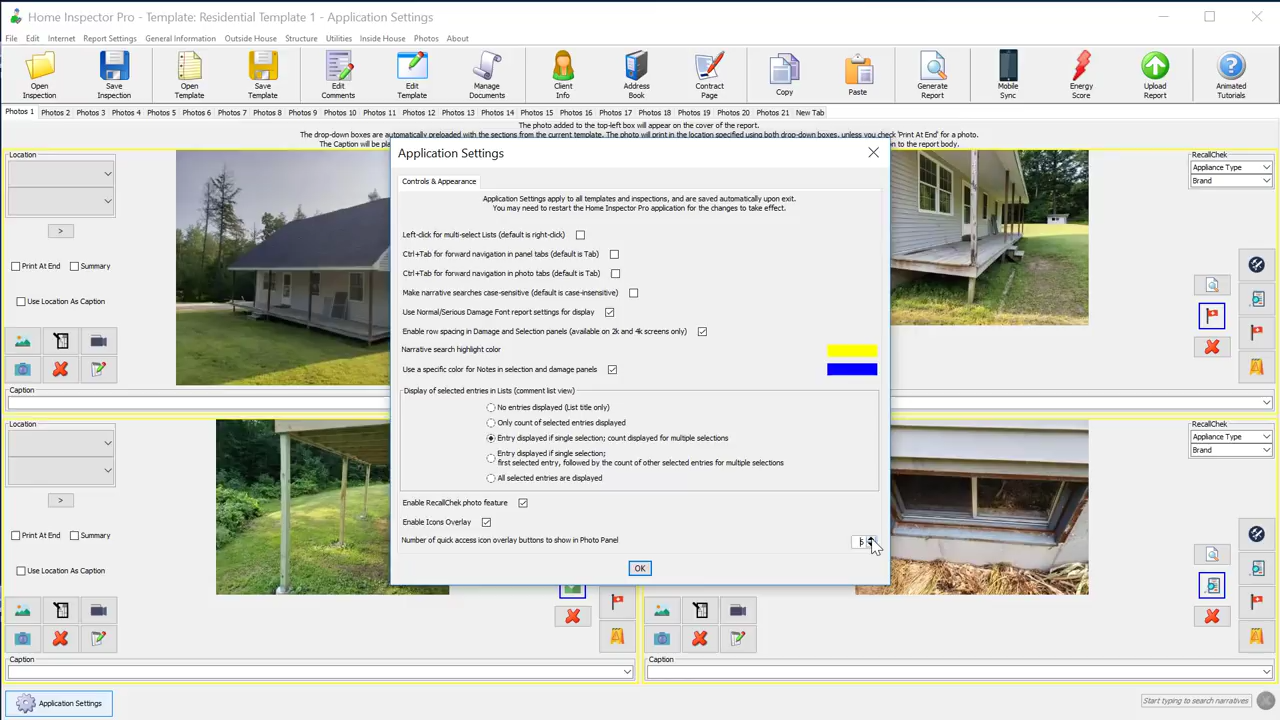 Home Inspector Pro - Template: Residential Template 1 - Application Settings
File Edit Internet Report Settings General Information Outside House Structure Utilities Inside House Photos About
Open Inspection
Save Inspection
Open Template
Save Template
Edit Comments
Edit Template
Manage Documents
Client Info
Address Book
Contract Page
Copy
Paste
Generate Report
Mobile Sync
Energy Score
Upload Report
Animated Tutorials
Photos 1 Photos 2 Photos 3 Photos 4 Photos 5 Photos 6 Photos 7 Photos 8 Photos 9 Photos 10 Photos 11 Photos 12 Photos 13 Photos 14 Photos 15 Photos 16 Photos 17 Photos 18 Photos 19 Photos 20 Photos 21 New Tab
The photo added to the top-left box will appear on the cover of the report.
The drop-down boxes are automatically preloaded with the sections from the current template. The photo will print in the location specified using both drop-down boxes, unless you check 'Print At End' for a photo.
The Caption will be pla
on to the report body.
Location
>
Print At End Summary
Use Location As Caption
Caption
RecallChek
Appliance Type
Brand
Application Settings
Controls & Appearance
Application Settings apply to all templates and inspections, and are saved automatically upon exit.
You may need to restart the Home Inspector Pro application for the changes to take effect.
Left-click for multi-select Lists (default is right-click)
Ctrl+Tab for forward navigation in panel tabs (default is Tab)
Ctrl+Tab for forward navigation in photo tabs (default is Tab)
Make narrative searches case-sensitive (default is case-insensitive)
Use Normal/Serious Damage Font report settings for display
Enable row spacing in Damage and Selection panels (available on 2k and 4k screens only)
Narrative search highlight color
Use a specific color for Notes in selection and damage panels
Display of selected entries in Lists (comment list view)
No entries displayed (List title only)
Only count of selected entries displayed
Entry displayed if single selection; count displayed for multiple selections
Entry displayed if single selection;
first selected entry, followed by the count of other selected entries for multiple selections
All selected entries are displayed
Enable RecallChek photo feature
Enable Icons Overlay
Number of quick access icon overlay buttons to show in Photo Panel
OK
Location
>
Print At End Summary
Use Location As Caption
Caption
RecallChek
Appliance Type
Brand
Caption
Application Settings
Start typing to search narratives